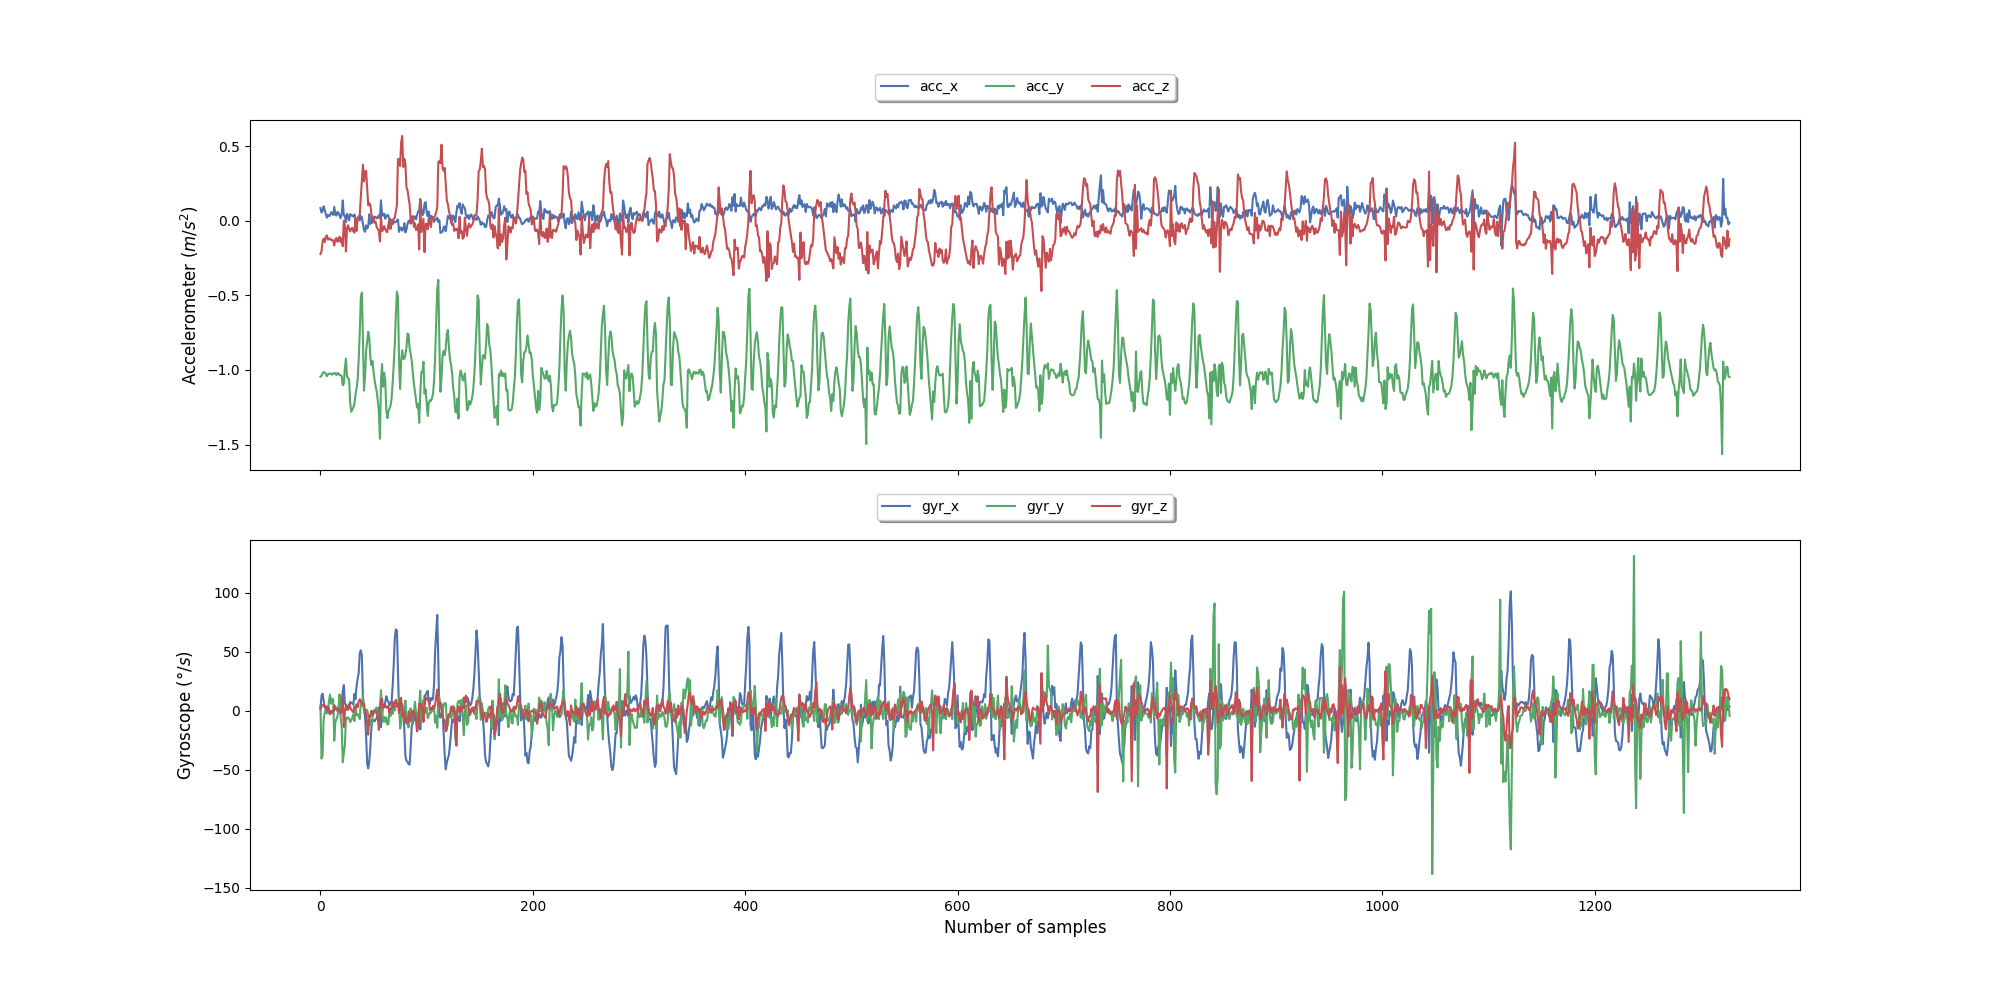 acc_x acc_y acc_z
0.5
0.0
−0.5
−1.0
−1.5
Accelerometer (m/s²)
gyr_x gyr_y gyr_z
100
50
0
−50
−100
−150
Gyroscope (°/s)
0 200 400 600 800 1000 1200
Number of samples